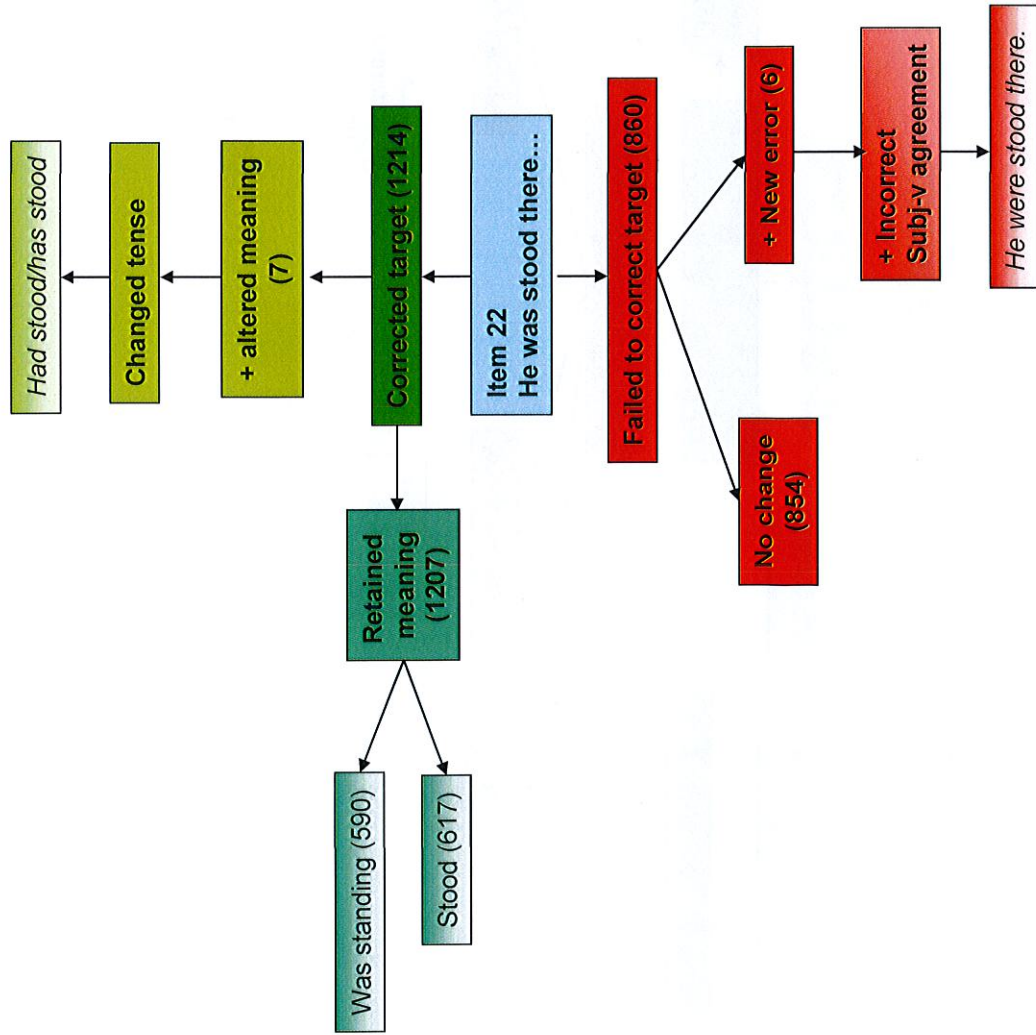 Had stood/has stood
Changed tense
+ altered meaning
(7)
Was standing (590)
Stood (617)
Retained
meaning
(1207)
Corrected target (1214)
Item 22
He was stood there...
Failed to correct target (860)
No change
(854)
+ New error (6)
+ Incorrect
Subj-v agreement
He were stood there.